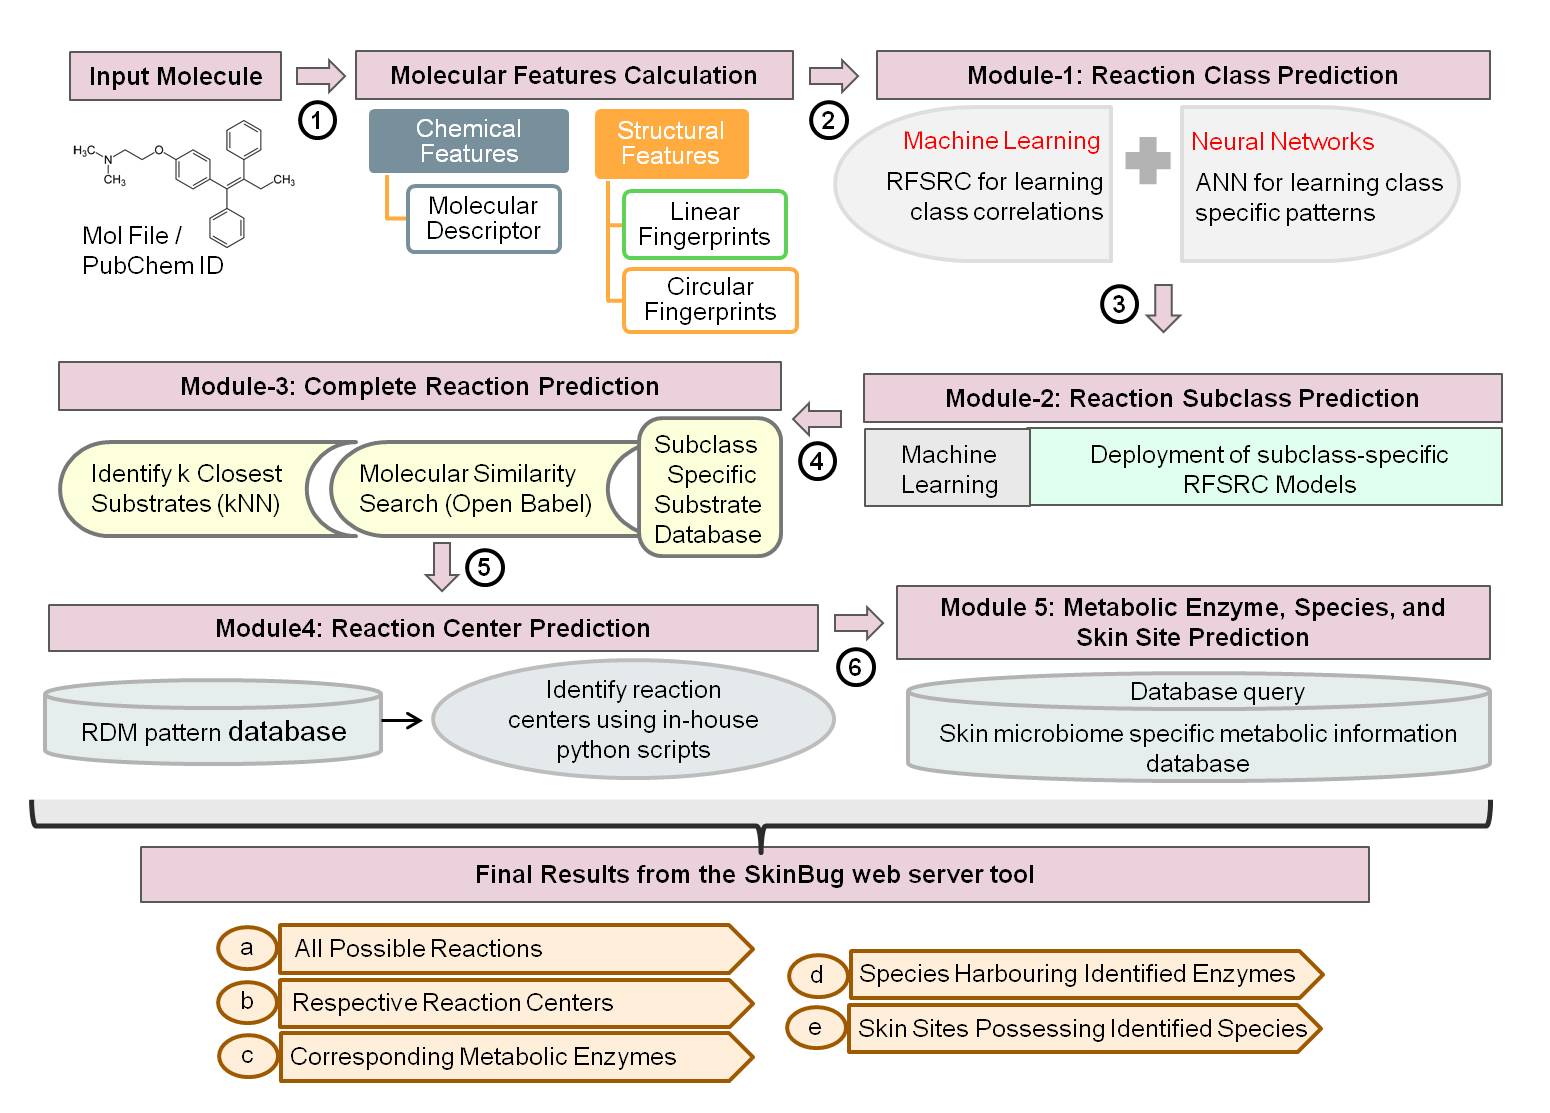 Input Molecule
Molecular Features Calculation
Module-1: Reaction Class Prediction
1
2
Chemical
Features
Structural
Features
Molecular
Descriptor
Linear
Fingerprints
Circular
Fingerprints
H₃C
N
CH₃
O
CH₃
Mol File /
PubChem ID
Machine Learning
RFSRC for learning
class correlations
Neural Networks
ANN for learning class
specific patterns
3
Module-2: Reaction Subclass Prediction
Machine
Learning
Deployment of subclass-specific
RFSRC Models
4
Module-3: Complete Reaction Prediction
Subclass
Specific
Substrate
Database
Molecular Similarity
Search (Open Babel)
Identify k Closest
Substrates (kNN)
5
Module4: Reaction Center Prediction
RDM pattern database
Identify reaction
centers using in-house
python scripts
6
Module 5: Metabolic Enzyme, Species, and
Skin Site Prediction
Database query
Skin microbiome specific metabolic information
database
Final Results from the SkinBug web server tool
a All Possible Reactions
b Respective Reaction Centers
c Corresponding Metabolic Enzymes
d Species Harbouring Identified Enzymes
e Skin Sites Possessing Identified Species